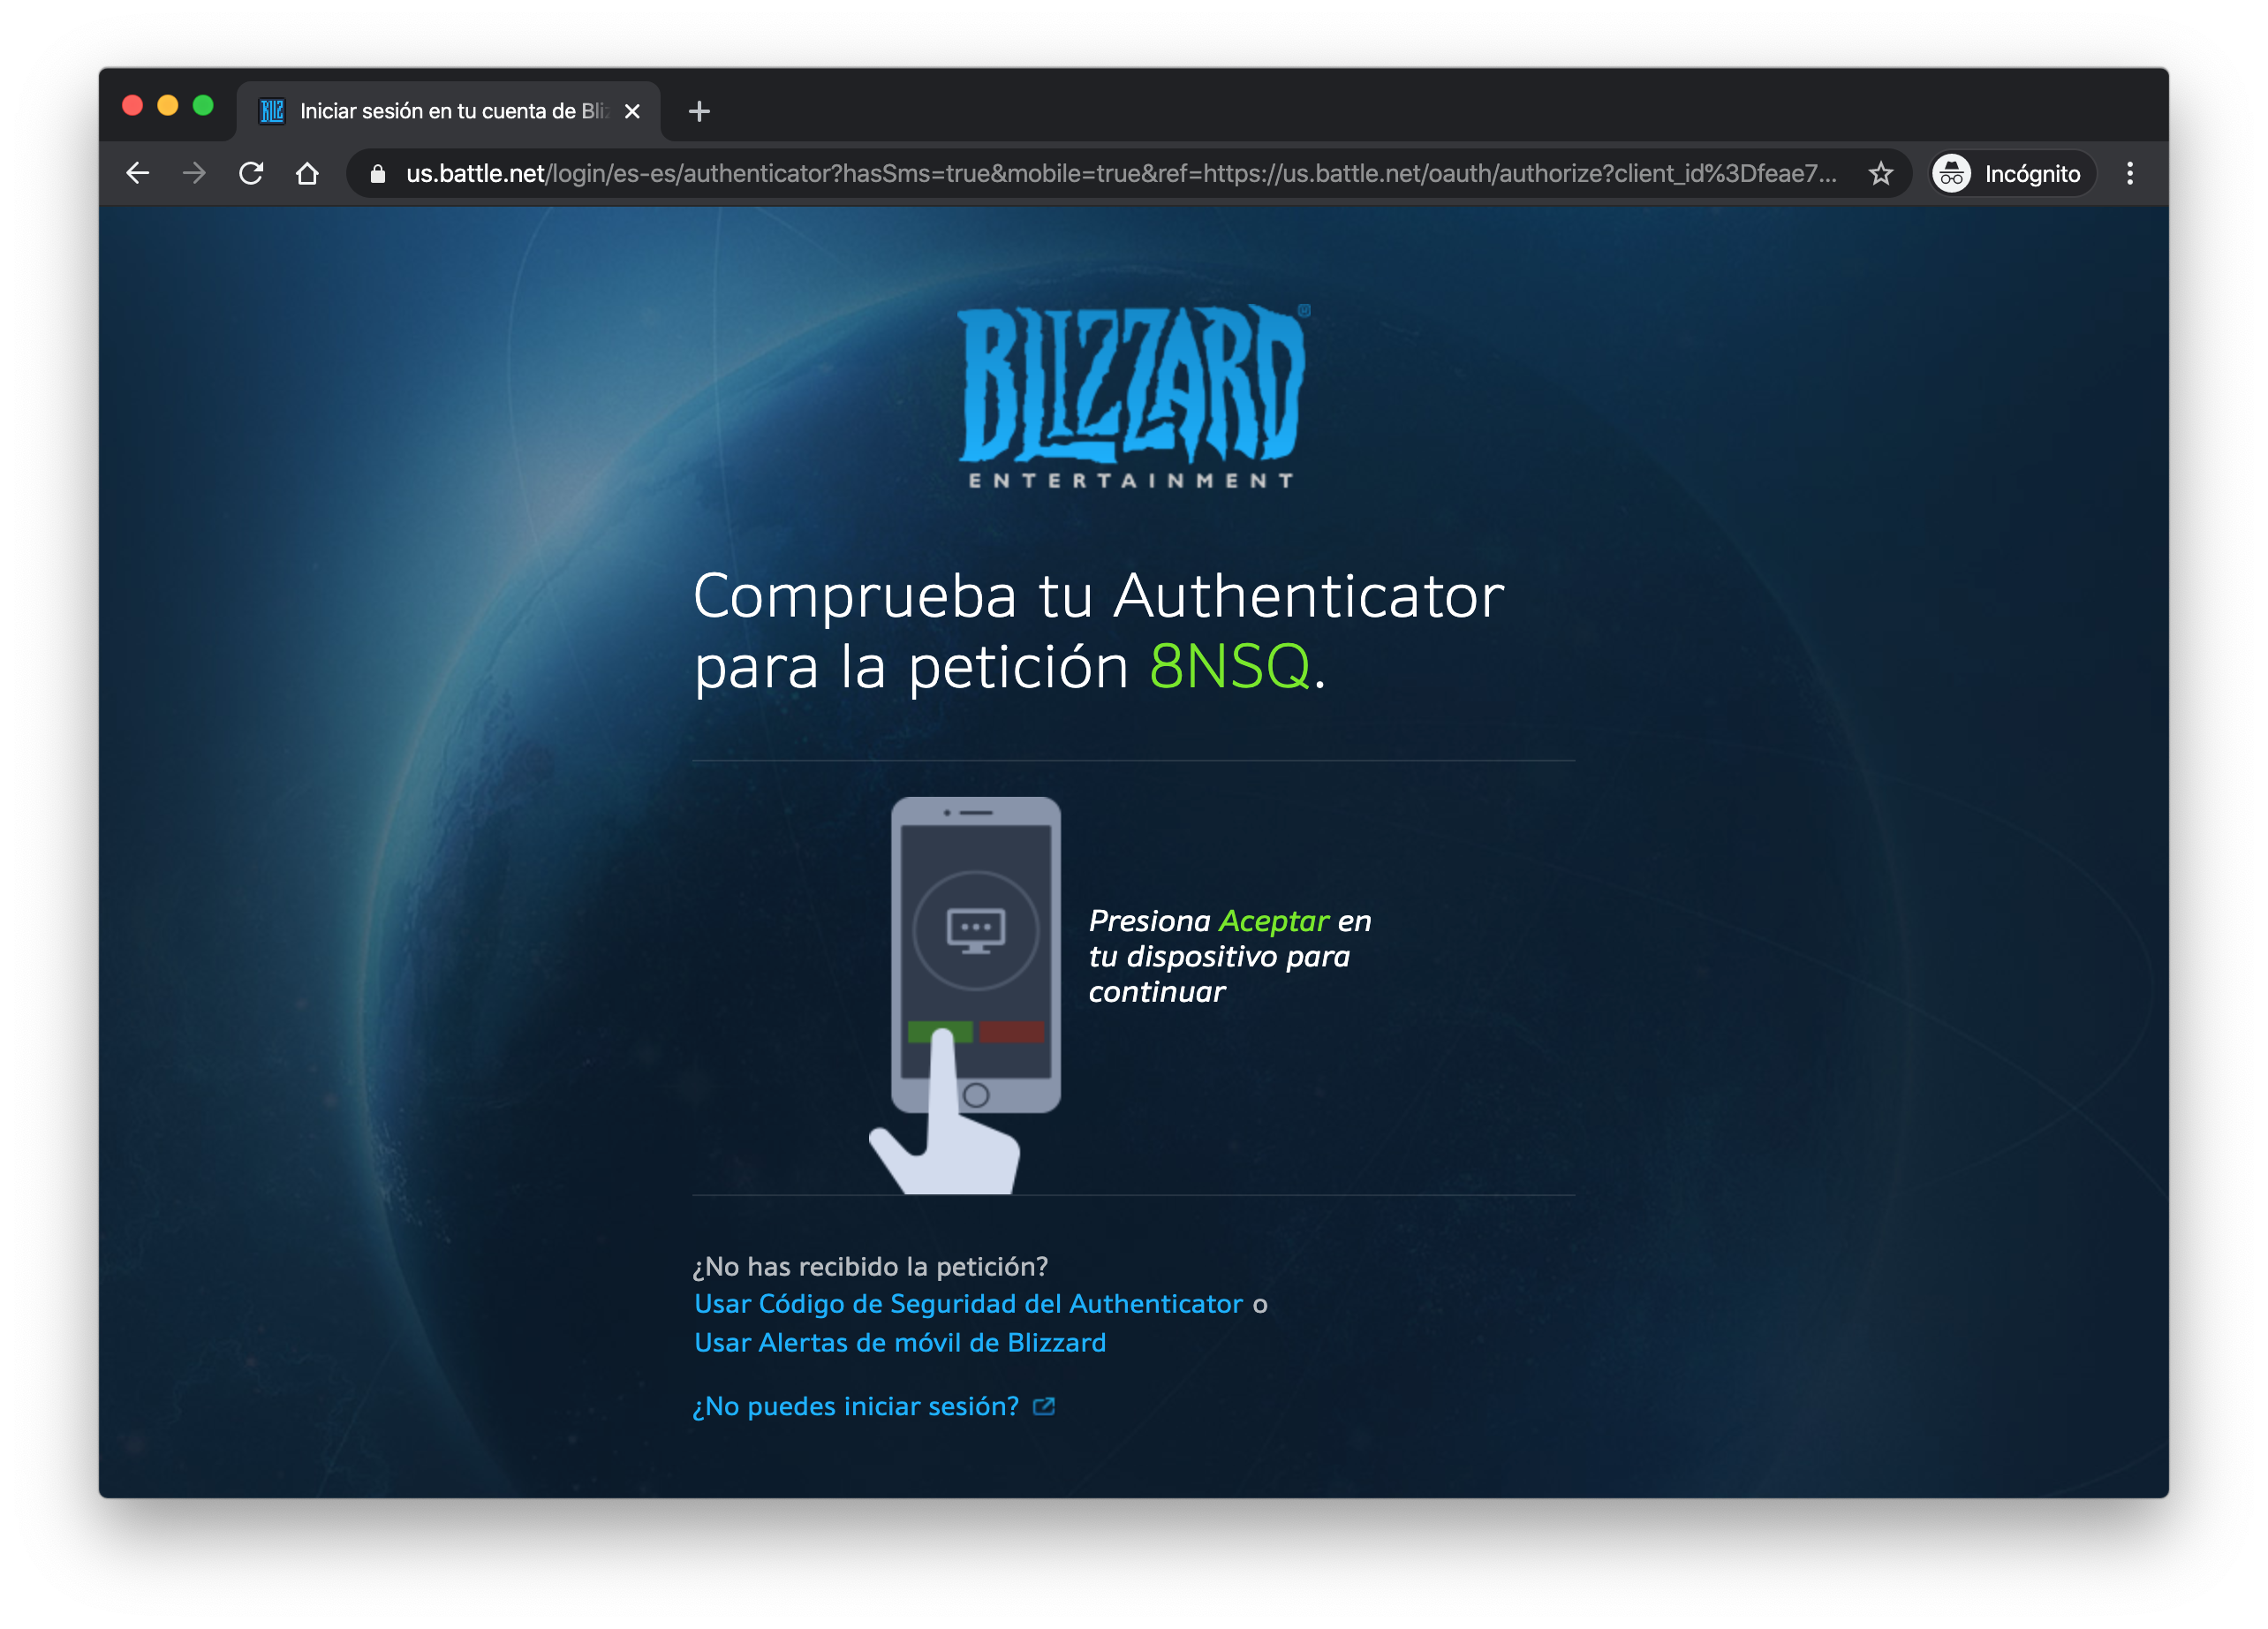 BLIZ
Iniciar sesión en tu cuenta de Bliz
us.battle.net/login/es-es/authenticator?hasSms=true&mobile=true&ref=https://us.battle.net/oauth/authorize?client_id%3Dfeae7...
Incógnito
BLIZZARD®
ENTERTAINMENT
Comprueba tu Authenticator
para la petición 8NSQ.
Presiona Aceptar en
tu dispositivo para
continuar
¿No has recibido la petición?
Usar Código de Seguridad del Authenticator o
Usar Alertas de móvil de Blizzard
¿No puedes iniciar sesión?